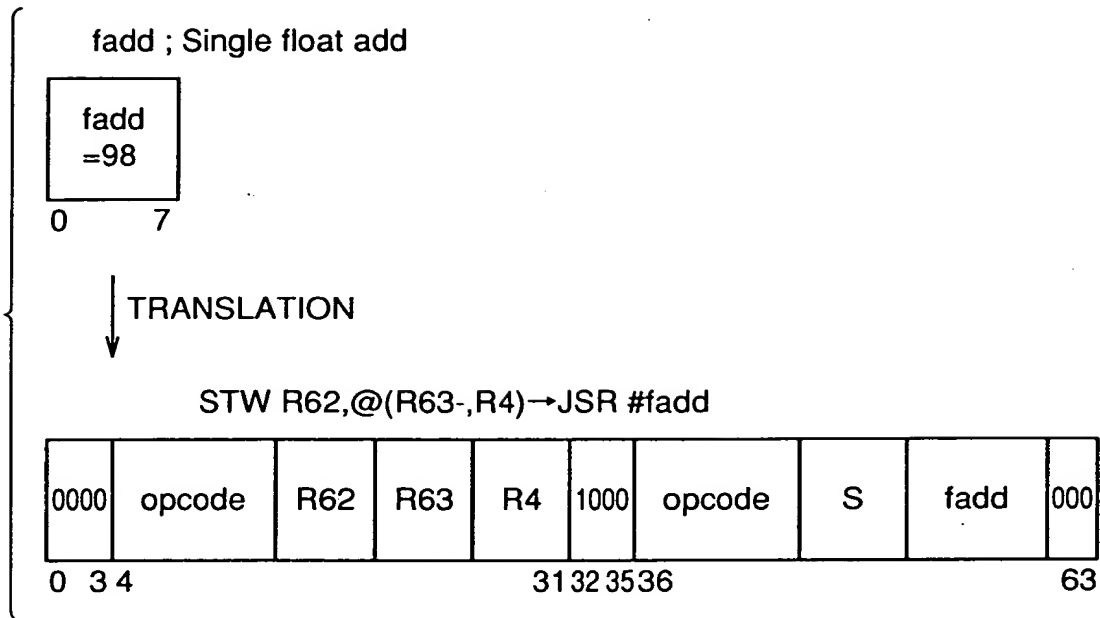 fadd ; Single float add
fadd
=98
0 7
TRANSLATION
STW R62,@(R63-,R4)→JSR #fadd
0000 opcode R62 R63 R4 1000 opcode S fadd 000
0 3 4 31 32 35 36 63